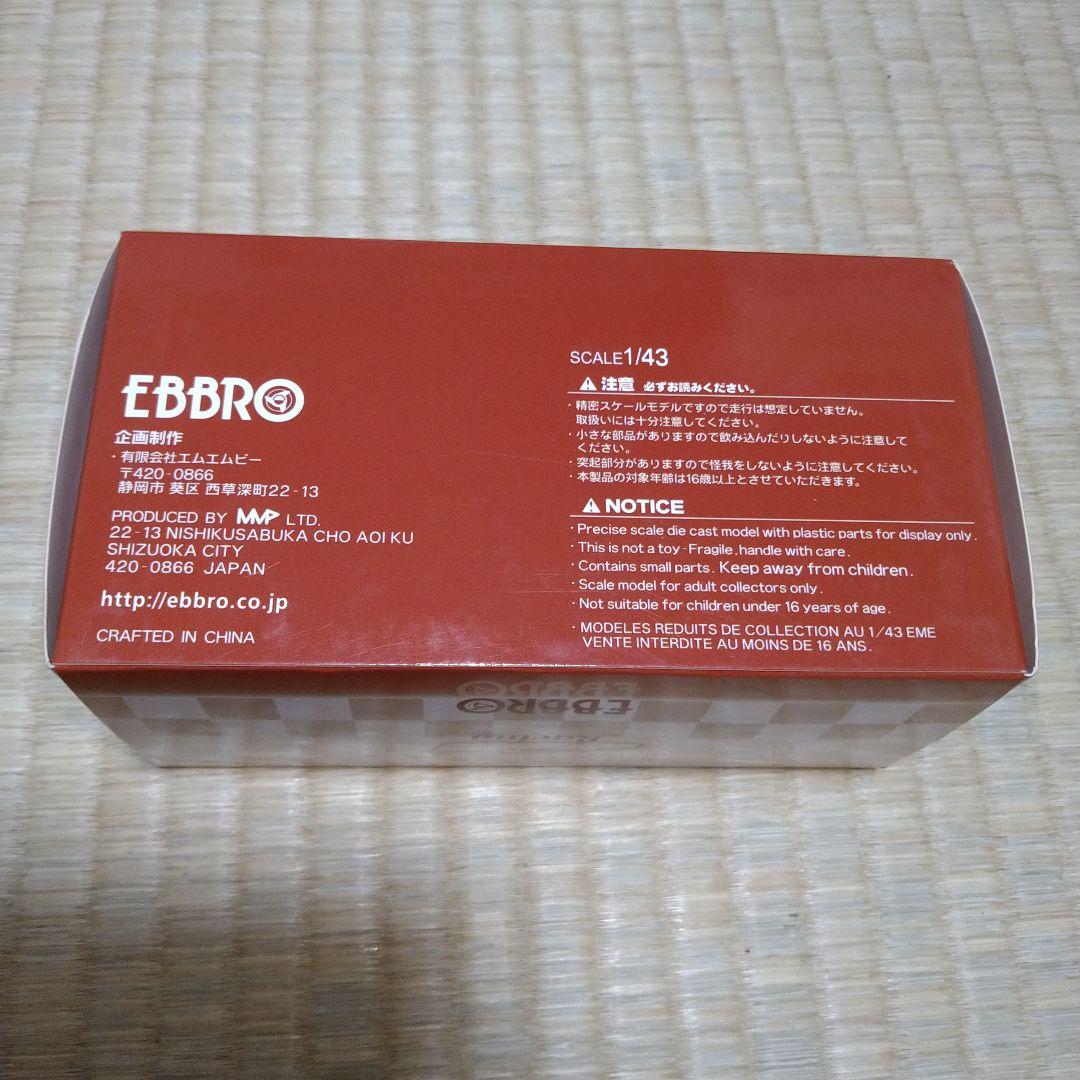 EBBRO
企画制作
・有限会社エムエムピー
〒420-0866
静岡市 葵区 西草深町22-13
PRODUCED BY MMP LTD.
22-13 NISHIKUSABUKA CHO AOI KU
SHIZUOKA CITY
420-0866 JAPAN
http://ebbro.co.jp
CRAFTED IN CHINA
SCALE1/43
注意 必ずお読みください。
・精密スケールモデルですので走行は想定していません。
取扱いには十分注意してください。
・小さな部品がありますので飲み込んだりしないように注意して
ください。
・突起部分がありますので怪我をしないように注意してください。
・本製品の対象年齢は16歳以上とさせていただきます。
NOTICE
・Precise scale die cast model with plastic parts for display only.
・This is not a toy-Fragile, handle with care.
・Contains small parts. Keep away from children.
・Scale model for adult collectors only.
・Not suitable for children under 16 years of age.
・MODELES REDUITS DE COLLECTION AU 1/43 EME
VENTE INTERDITE AU MOINS DE 16 ANS.
EBBRO
Racing